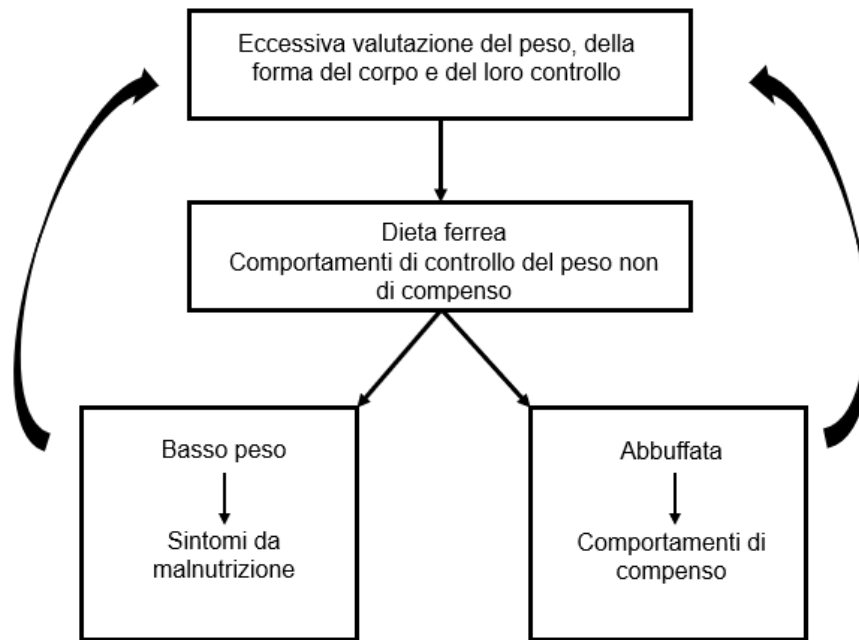 Eccessiva valutazione del peso, della
forma del corpo e del loro controllo
Dieta ferrea
Comportamenti di controllo del peso non
di compenso
Basso peso
Sintomi da
malnutrizione
Abbuffata
Comportamenti di
compenso